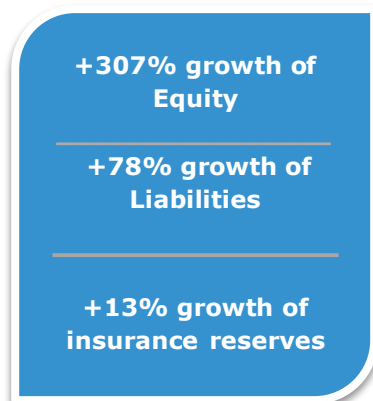 +307% growth of
Equity
+78% growth of
Liabilities
+13% growth of
insurance reserves